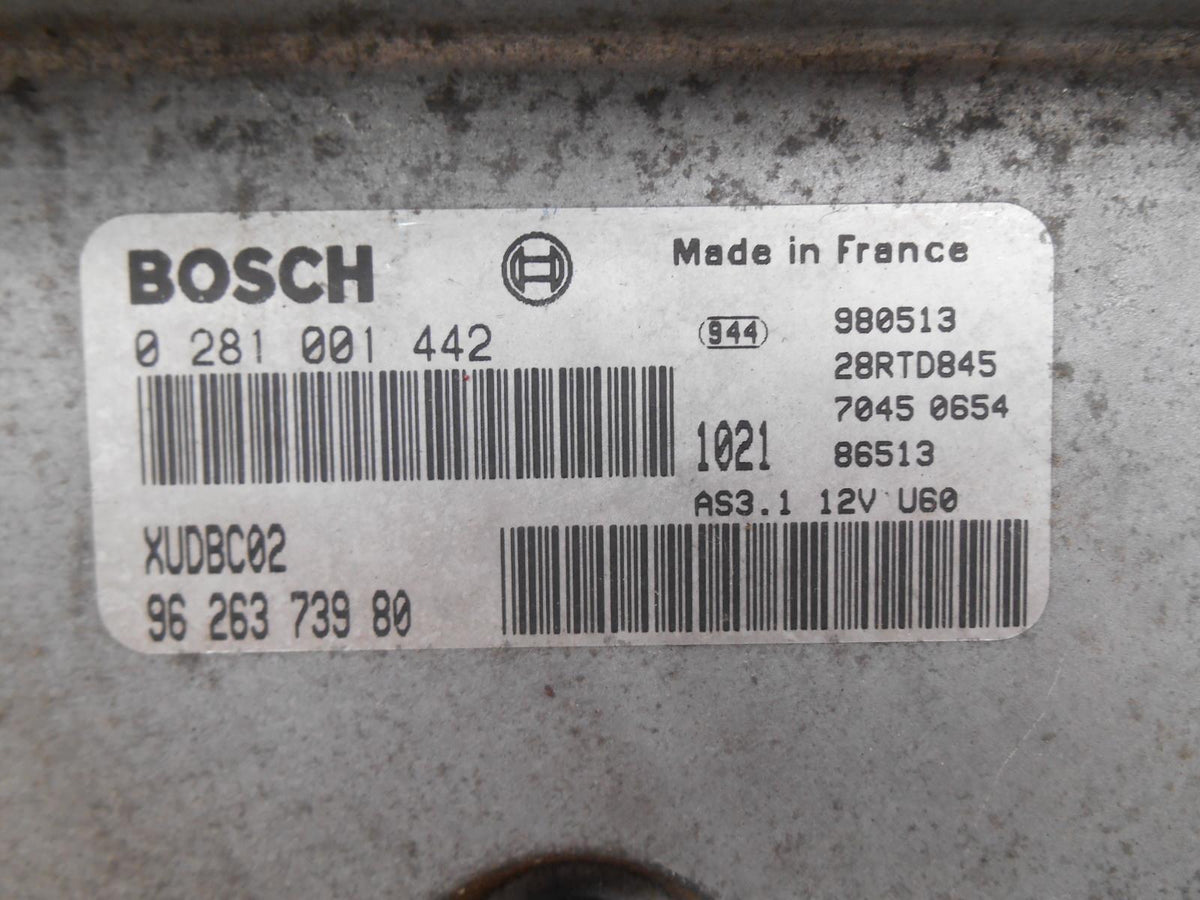 BOSCH
Made in France
0 281 001 442
944
980513
28RTD845
7045 0654
1021
86513
AS3.1 12V U60
XUDBC02
96 263 739 80